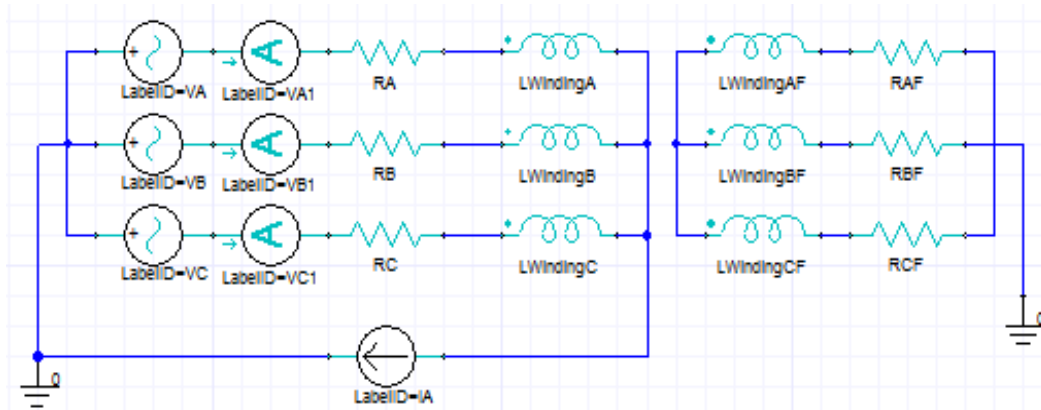 RA LWindingA LWindingAF RAF
LabelID=VA LabelID=VA1
RB LWindingB LWindingBF RBF
LabelID=VB LabelID=VB1
RC LWindingC LWindingCF RCF
LabelID=VC LabelID=VC1
0
0
LabelID=IA